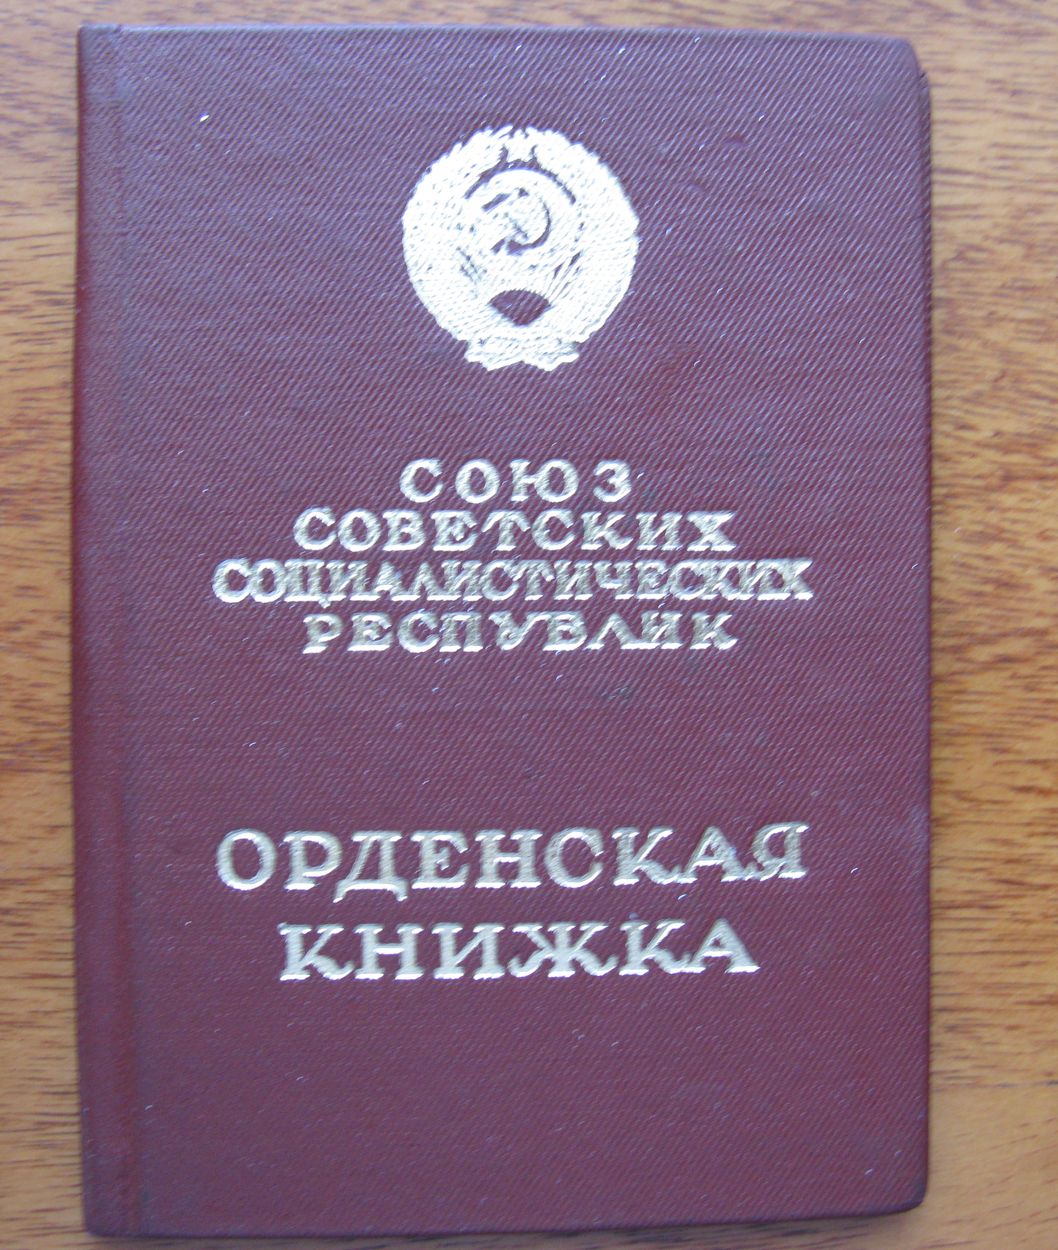 СОЮЗ
СОВЕТСКИХ
СОЦИАЛИСТИЧЕСКИХ
РЕСПУБЛИК
ОРДЕНСКАЯ
КНИЖКА